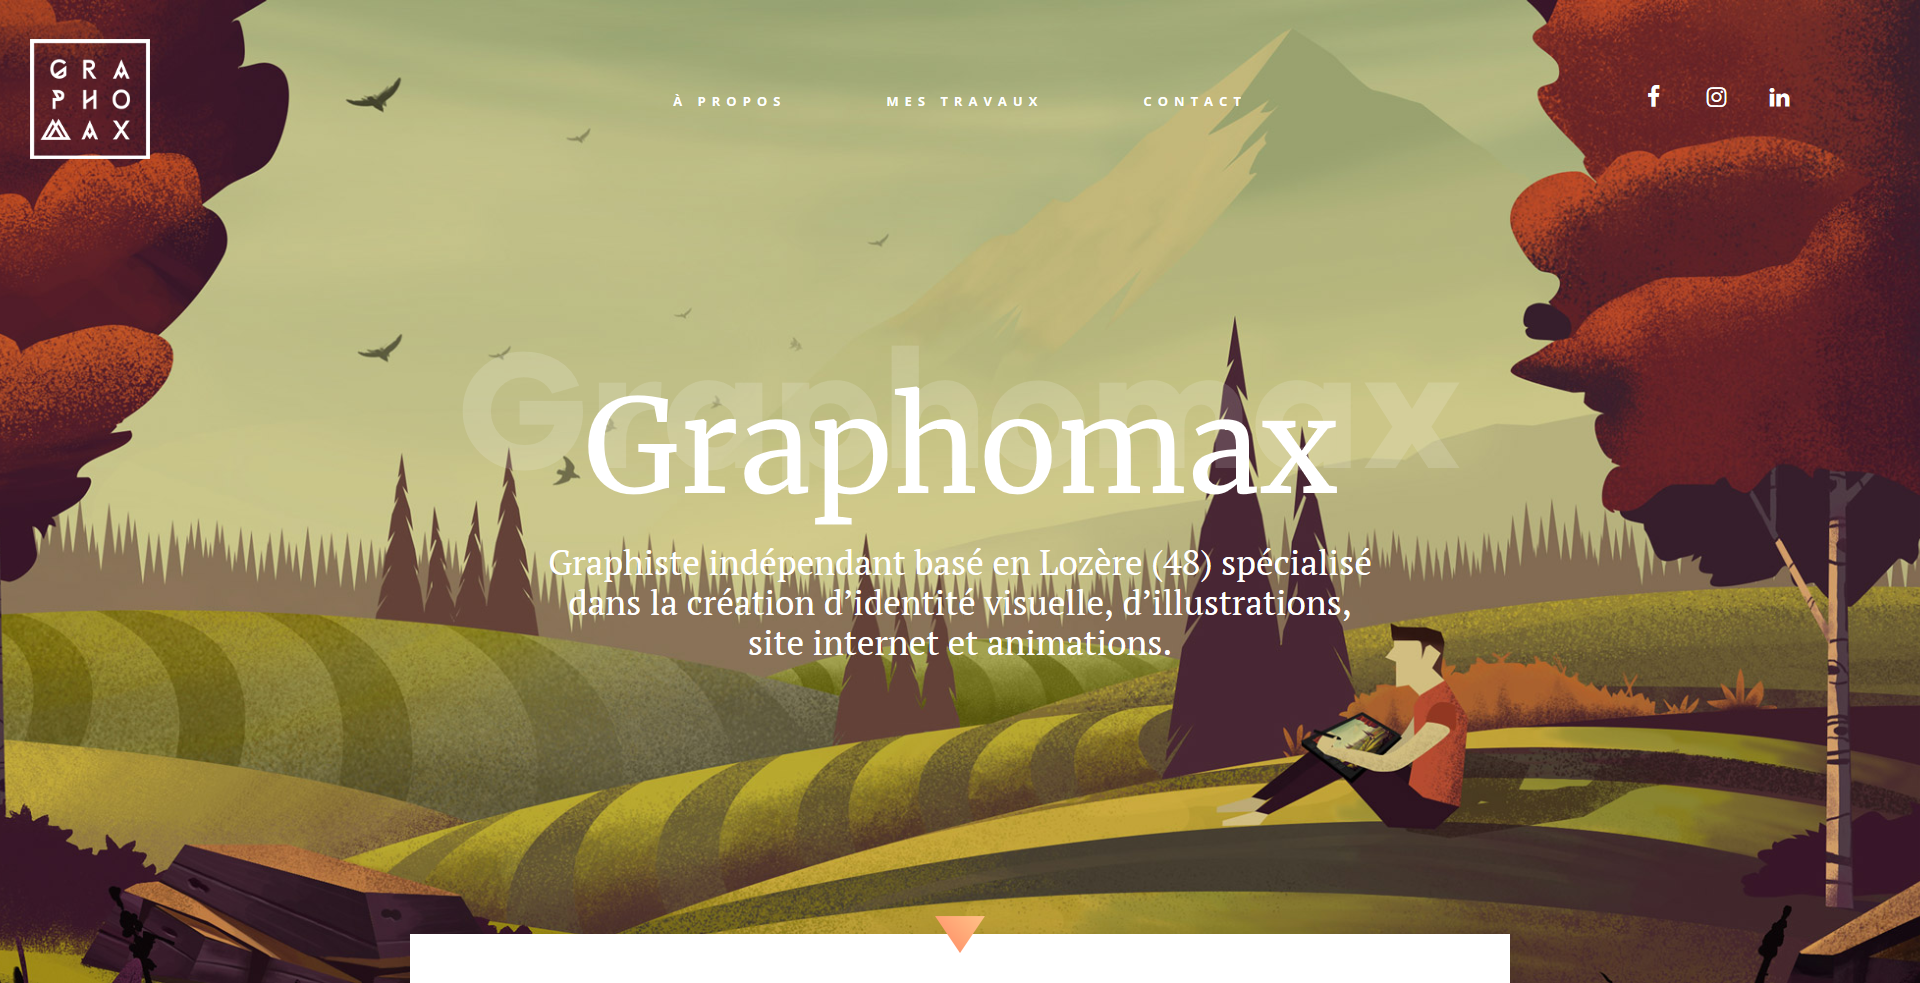 GRA
PHO
MAX
À PROPOS
MES TRAVAUX
CONTACT
Graphomax
Graphomax
Graphiste indépendant basé en Lozère (48) spécialisé
dans la création d’identité visuelle, d’illustrations,
site internet et animations.